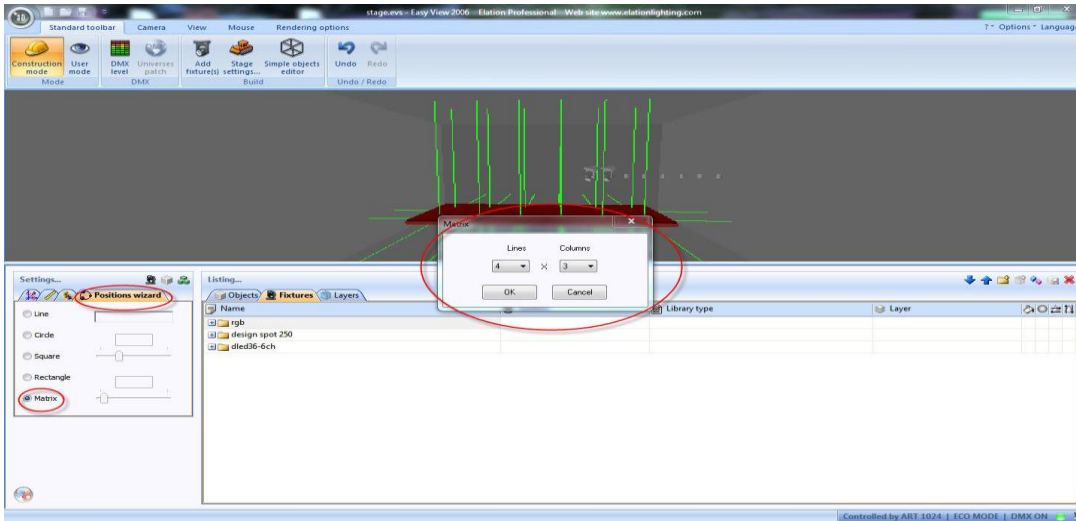 stage.evs - Easy View 2006 Elation Professional Web site www.elationlighting.com
3D
Standard toolbar Camera View Mouse Rendering options
? Options Language
Construction mode
User mode
DMX level
Universes patch
Add fixture(s)
Stage settings...
Simple objects editor
Undo
Redo
Mode
DMX
Build
Undo / Redo
Matrix
Lines Columns
4 × 3
OK Cancel
Settings...
Positions wizard
Line
Circle
Square
Rectangle
Matrix
Listing...
Objects Fixtures Layers
Name Library type Layer
rgb
design spot 250
dled36-6ch
Controlled by ART 1024 | ECO MODE | DMX ON